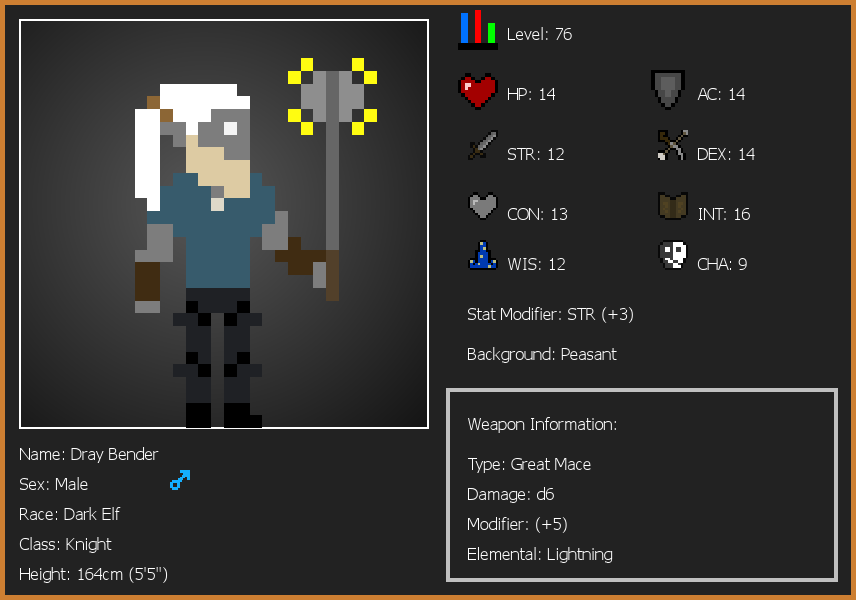 Level: 76
HP: 14
AC: 14
STR: 12
DEX: 14
CON: 13
INT: 16
WIS: 12
CHA: 9
Stat Modifier: STR (+3)
Background: Peasant
Weapon Information:
Type: Great Mace
Damage: d6
Modifier: (+5)
Elemental: Lightning
Name: Dray Bender
Sex: Male
Race: Dark Elf
Class: Knight
Height: 164cm (5'5")